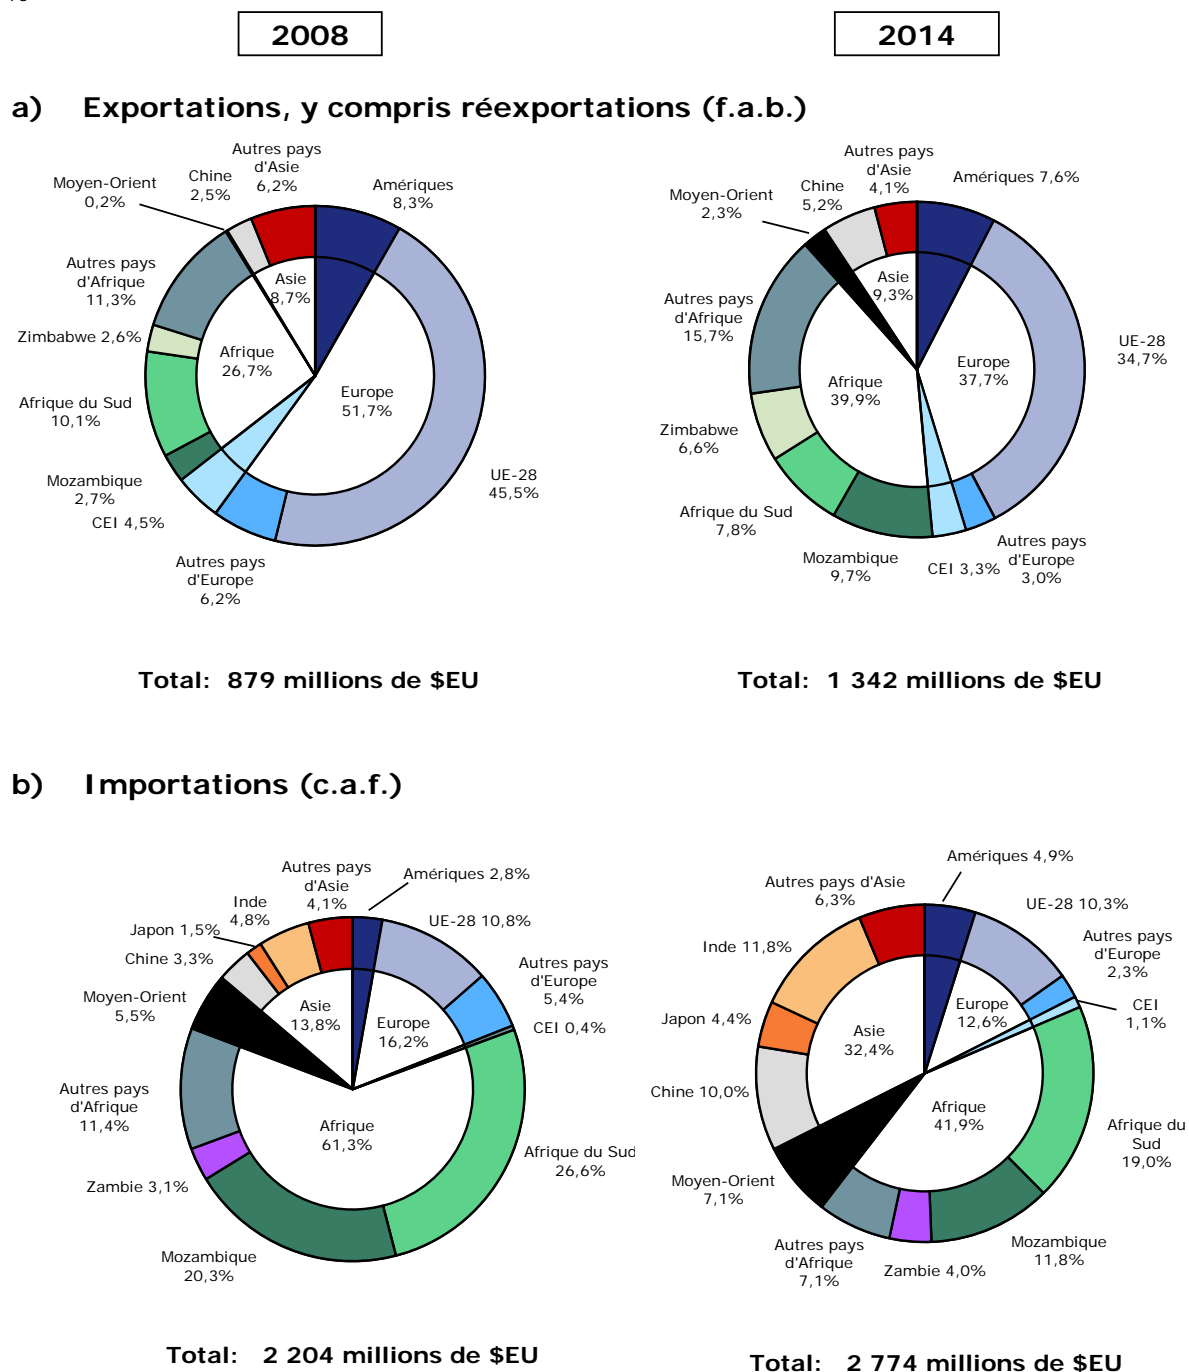 2008
2014
a) Exportations, y compris réexportations (f.a.b.)
Autres pays
d'Asie
6,2%
Chine
2,5%
Moyen-Orient
0,2%
Amériques
8,3%
Autres pays
d'Afrique
11,3%
Asie
8,7%
Zimbabwe 2,6%
Afrique
26,7%
Europe
51,7%
Afrique du Sud
10,1%
Mozambique
2,7%
CEI 4,5%
UE-28
45,5%
Autres pays
d'Europe
6,2%
Total: 879 millions de $EU
Autres pays
d'Asie
4,1%
Chine
5,2%
Moyen-Orient
2,3%
Amériques 7,6%
Autres pays
d'Afrique
15,7%
Asie
9,3%
UE-28
34,7%
Europe
37,7%
Afrique
39,9%
Zimbabwe
6,6%
Afrique du Sud
7,8%
Mozambique
9,7%
CEI 3,3%
Autres pays
d'Europe
3,0%
Total: 1 342 millions de $EU
b) Importations (c.a.f.)
Autres pays
d'Asie
4,1%
Amériques 2,8%
Inde
4,8%
UE-28 10,8%
Japon 1,5%
Chine 3,3%
Moyen-Orient
5,5%
Autres pays
d'Europe
5,4%
CEI 0,4%
Asie
13,8%
Europe
16,2%
Autres pays
d'Afrique
11,4%
Afrique
61,3%
Afrique du Sud
26,6%
Zambie 3,1%
Mozambique
20,3%
Total: 2 204 millions de $EU
Amériques 4,9%
Autres pays d'Asie
6,3%
UE-28 10,3%
Inde 11,8%
Autres pays
d'Europe
2,3%
CEI
1,1%
Europe
12,6%
Japon 4,4%
Asie
32,4%
Chine 10,0%
Afrique
41,9%
Afrique du
Sud
19,0%
Moyen-Orient
7,1%
Autres pays
d'Afrique
7,1%
Zambie 4,0%
Mozambique
11,8%
Total: 2 774 millions de $EU